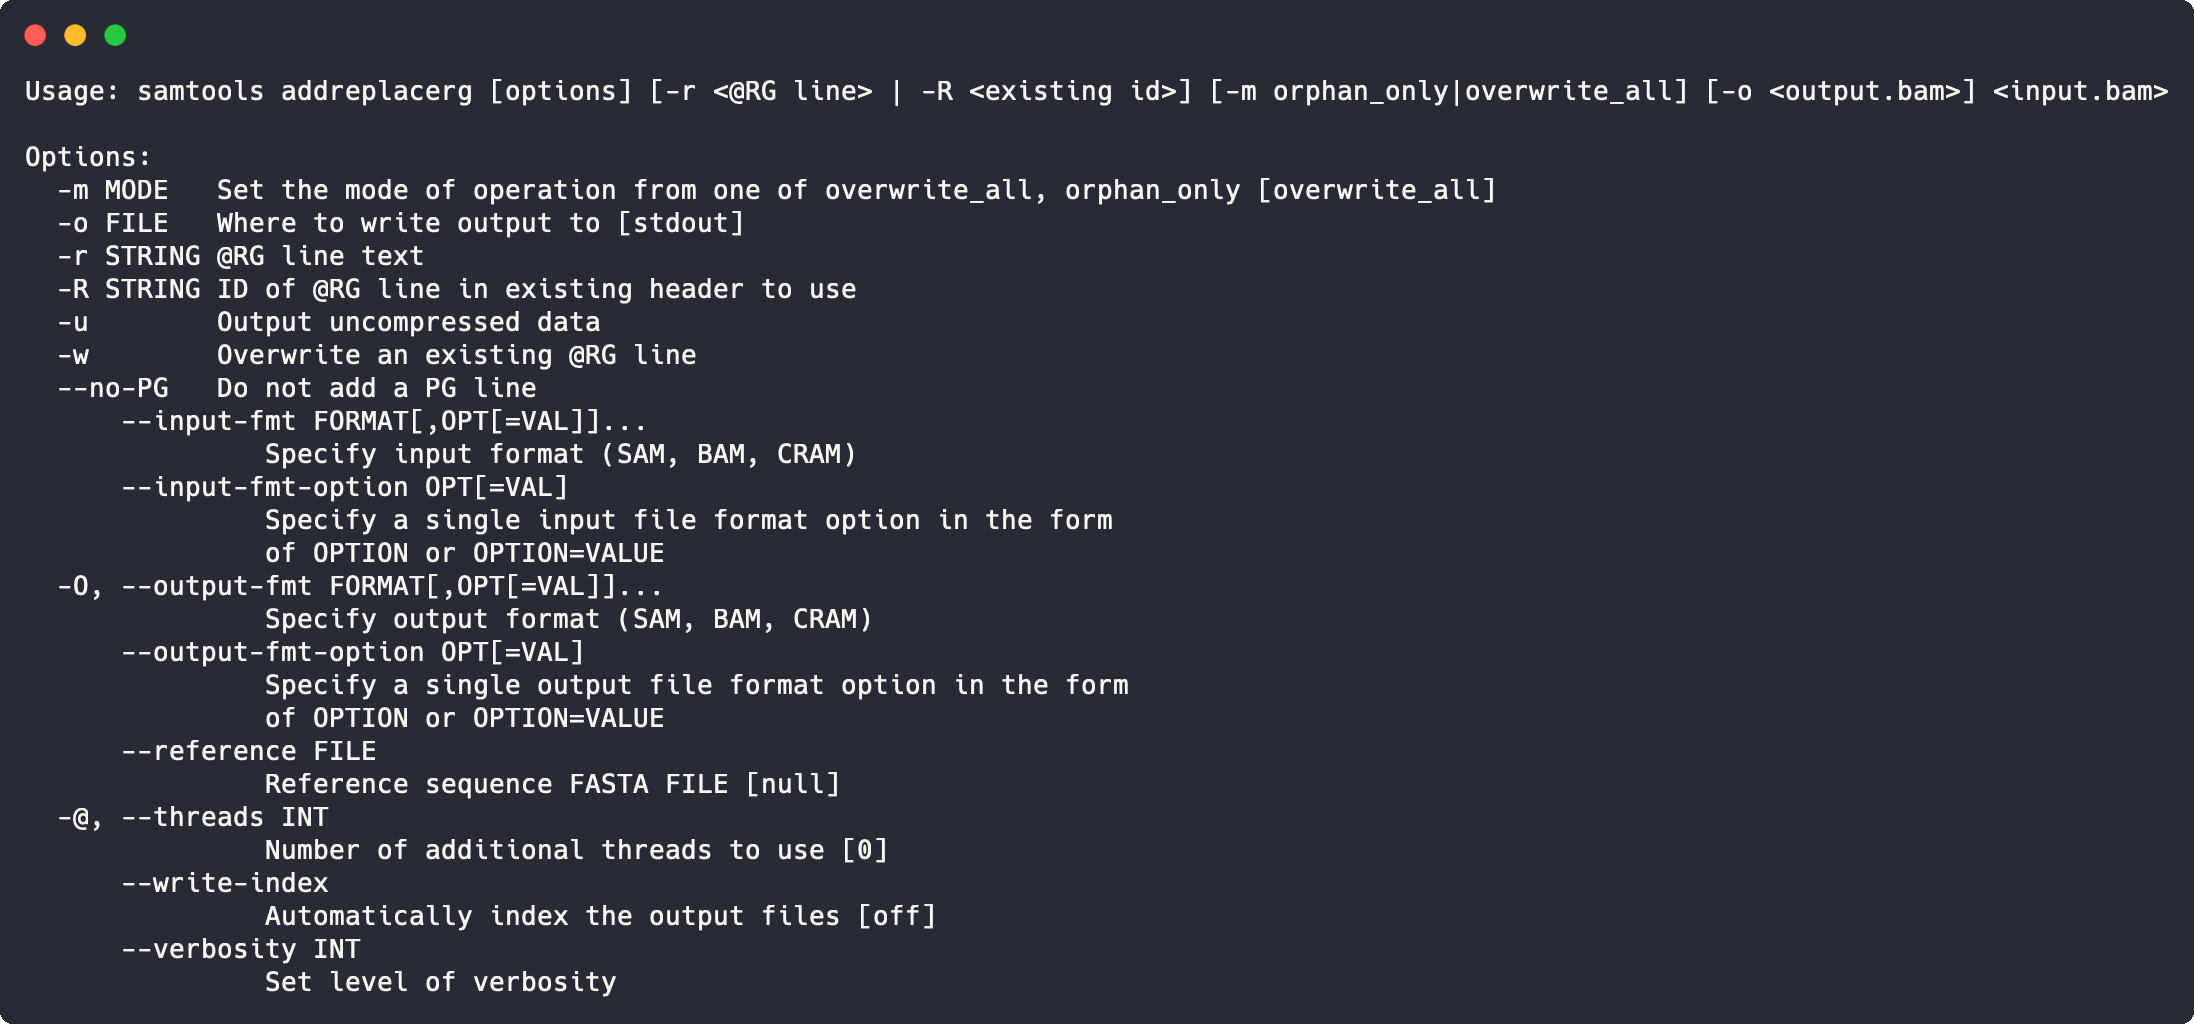 Usage: samtools addreplacerg [options] [-r <@RG line> | -R <existing id>] [-m orphan_only|overwrite_all] [-o <output.bam>] <input.bam>

Options:
  -m MODE   Set the mode of operation from one of overwrite_all, orphan_only [overwrite_all]
  -o FILE   Where to write output to [stdout]
  -r STRING @RG line text
  -R STRING ID of @RG line in existing header to use
  -u        Output uncompressed data
  -w        Overwrite an existing @RG line
  --no-PG   Do not add a PG line
      --input-fmt FORMAT[,OPT[=VAL]]...
               Specify input format (SAM, BAM, CRAM)
      --input-fmt-option OPT[=VAL]
               Specify a single input file format option in the form
               of OPTION or OPTION=VALUE
  -O, --output-fmt FORMAT[,OPT[=VAL]]...
               Specify output format (SAM, BAM, CRAM)
      --output-fmt-option OPT[=VAL]
               Specify a single output file format option in the form
               of OPTION or OPTION=VALUE
      --reference FILE
               Reference sequence FASTA FILE [null]
  -@, --threads INT
               Number of additional threads to use [0]
      --write-index
               Automatically index the output files [off]
      --verbosity INT
               Set level of verbosity